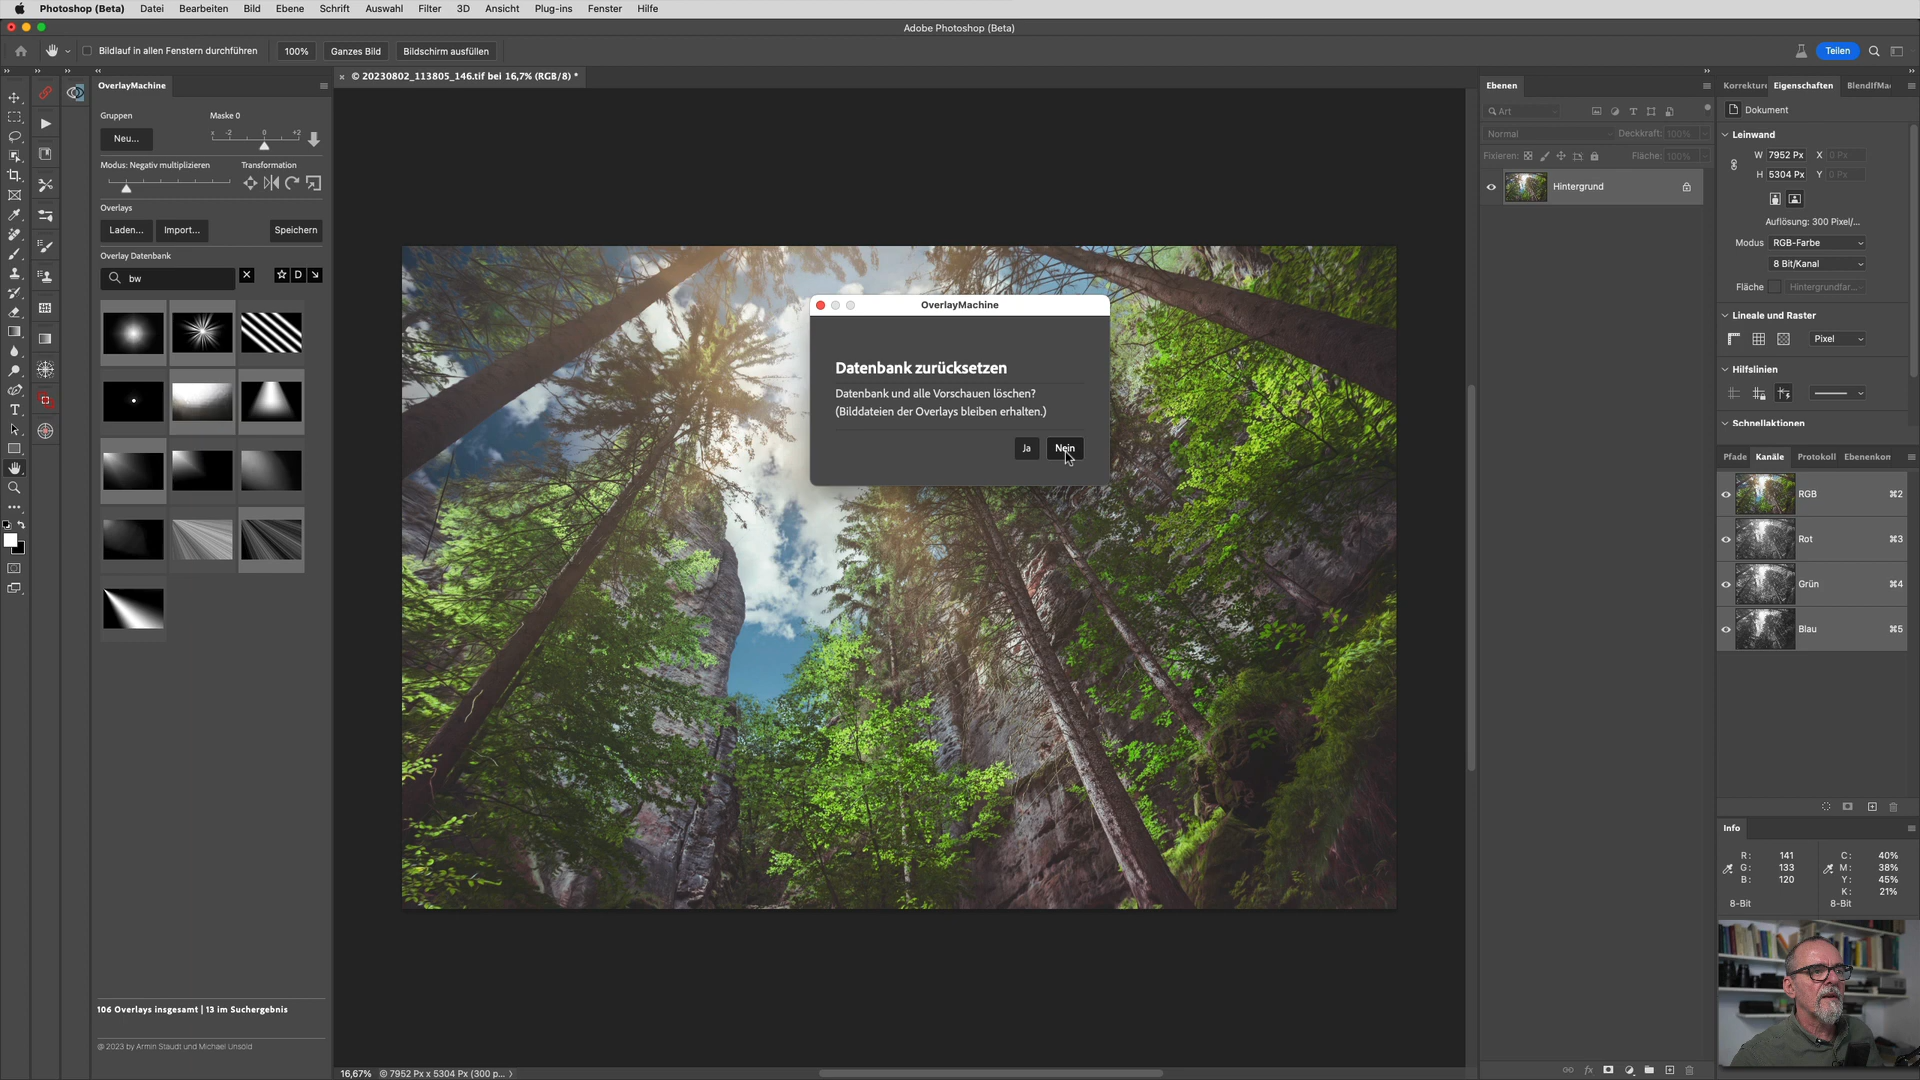 Photoshop (Beta) Datei Bearbeiten Bild Ebene Schrift Auswahl Filter 3D Ansicht Plug-ins Fenster Hilfe
Adobe Photoshop (Beta)
Bildlauf in allen Fenstern durchführen 100% Ganzes Bild Bildschirm ausfüllen Teilen
OverlayMachine
© 20230802_113805_146.tif bei 16,7% (RGB/8) *
Gruppen Maske 0
Neu... x -2 0 +2
Modus: Negativ multiplizieren Transformation
Overlays
Laden... Import... Speichern
Overlay Datenbank
bw D
106 Overlays insgesamt | 13 im Suchergebnis
@ 2023 by Armin Staudt und Michael Unsöld
OverlayMachine
Datenbank zurücksetzen
Datenbank und alle Vorschauen löschen?
(Bilddateien der Overlays bleiben erhalten.)
Ja Nein
16,67% © 7952 Px x 5304 Px (300 p...
Ebenen
Art
Normal Deckkraft: 100%
Fixieren: Fläche: 100%
Hintergrund
Korrekture Eigenschaften BlendIfMa
Dokument
Leinwand
W 7952 Px X 0 Px
H 5304 Px Y 0 Px
Auflösung: 300 Pixel/...
Modus RGB-Farbe
8 Bit/Kanal
Fläche Hintergrundfar...
Lineale und Raster
Pixel
Hilfslinien
Schnellaktionen
Pfade Kanäle Protokoll Ebenenkon
RGB ⌘2
Rot ⌘3
Grün ⌘4
Blau ⌘5
Info
R: 141 C: 40%
G: 133 M: 38%
B: 120 Y: 45%
K: 21%
8-Bit 8-Bit